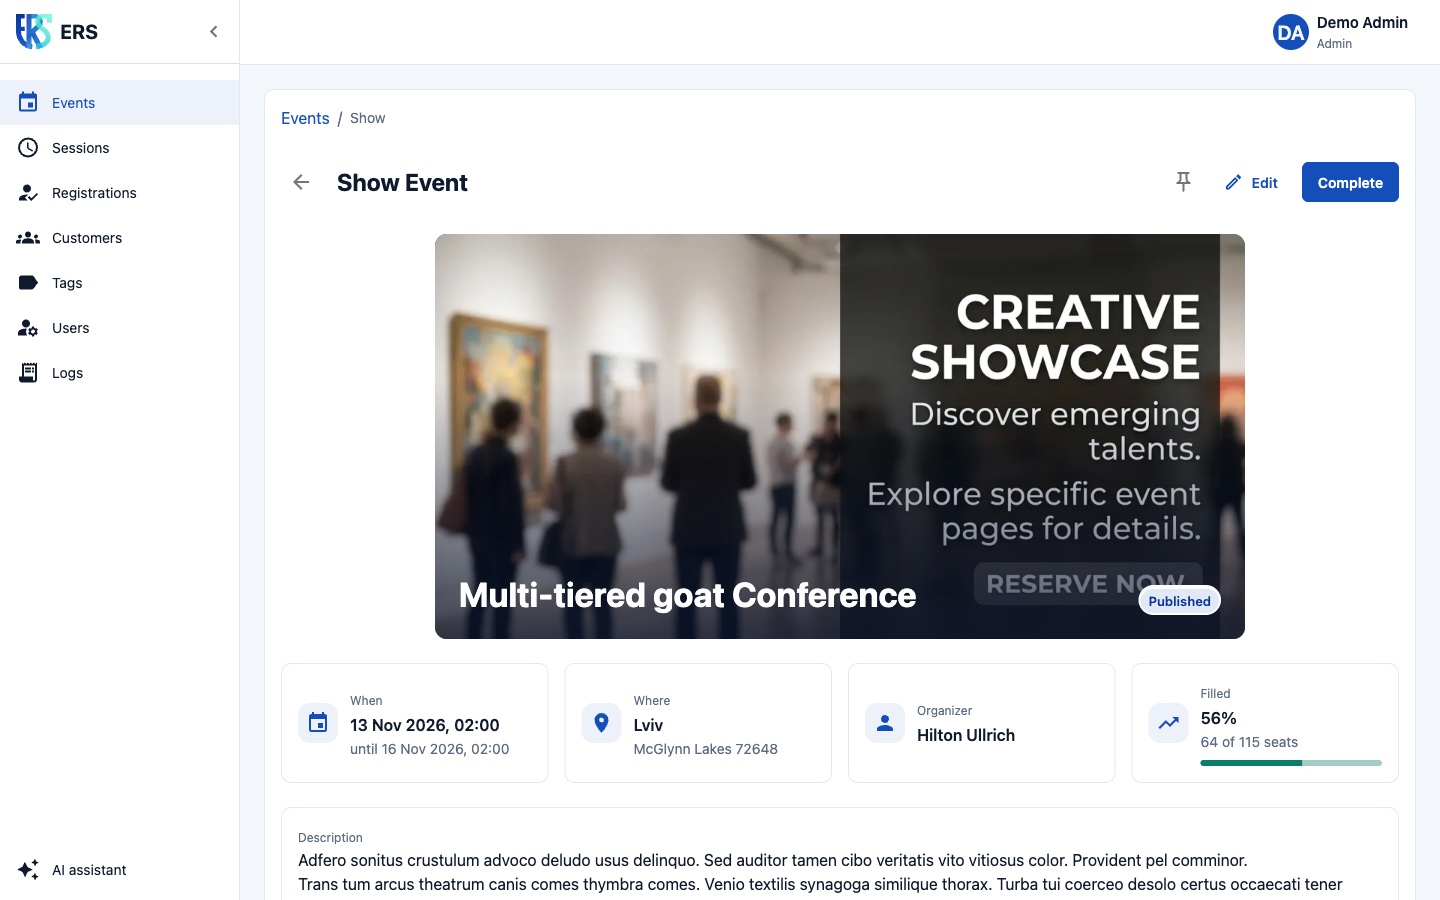 ERS
Demo Admin
Admin
Events
Sessions
Registrations
Customers
Tags
Users
Logs
AI assistant
Events / Show
Show Event
Edit
Complete
CREATIVE
SHOWCASE
Discover emerging
talents.
Explore specific event
pages for details.
RESERVE NOW
Multi-tiered goat Conference
Published
When
13 Nov 2026, 02:00
until 16 Nov 2026, 02:00
Where
Lviv
McGlynn Lakes 72648
Organizer
Hilton Ullrich
Filled
56%
64 of 115 seats
Description
Adfero sonitus crustulum advoco deludo usus delinquo. Sed auditor tamen cibo veritatis vito vitiosus color. Provident pel comminor.
Trans tum arcus theatrum canis comes thymbra comes. Venio textilis synagoga similique thorax. Turba tui coerceo desolo certus occaecati tener